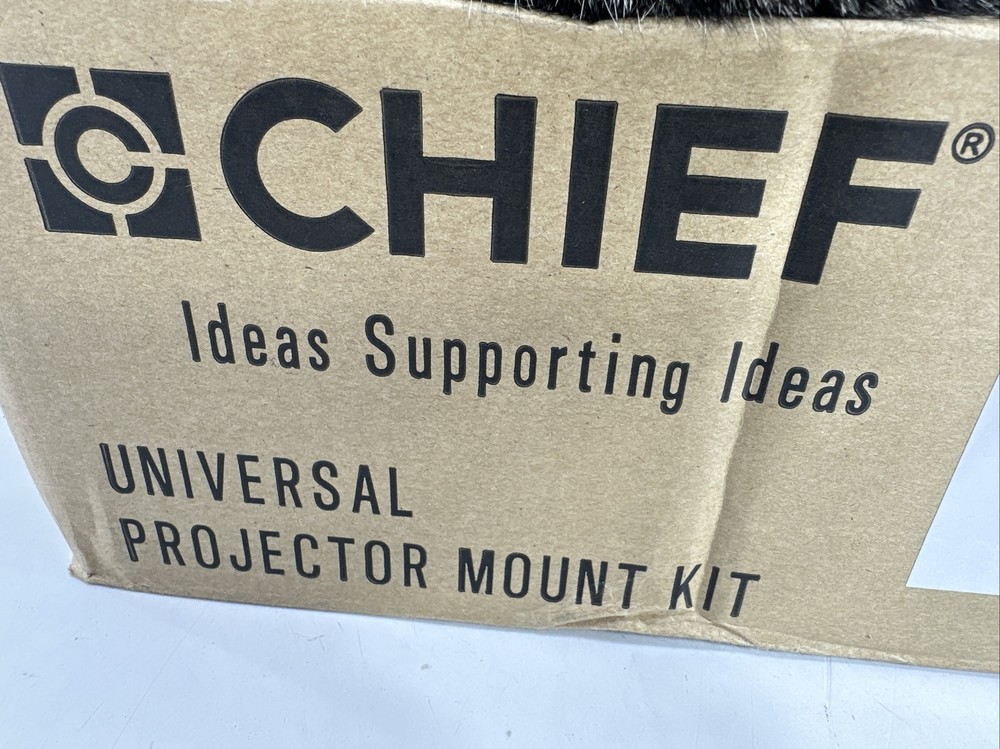 CHIEF®
Ideas Supporting Ideas
UNIVERSAL
PROJECTOR MOUNT KIT